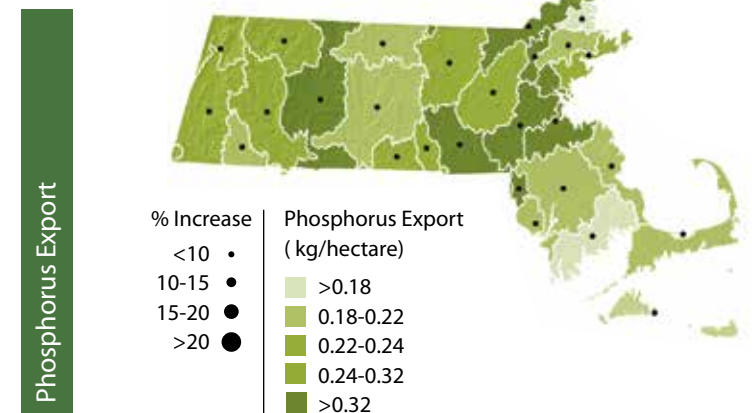 Phosphorus Export
% Increase
<10
10-15
15-20
>20
Phosphorus Export
( kg/hectare)
>0.18
0.18-0.22
0.22-0.24
0.24-0.32
>0.32